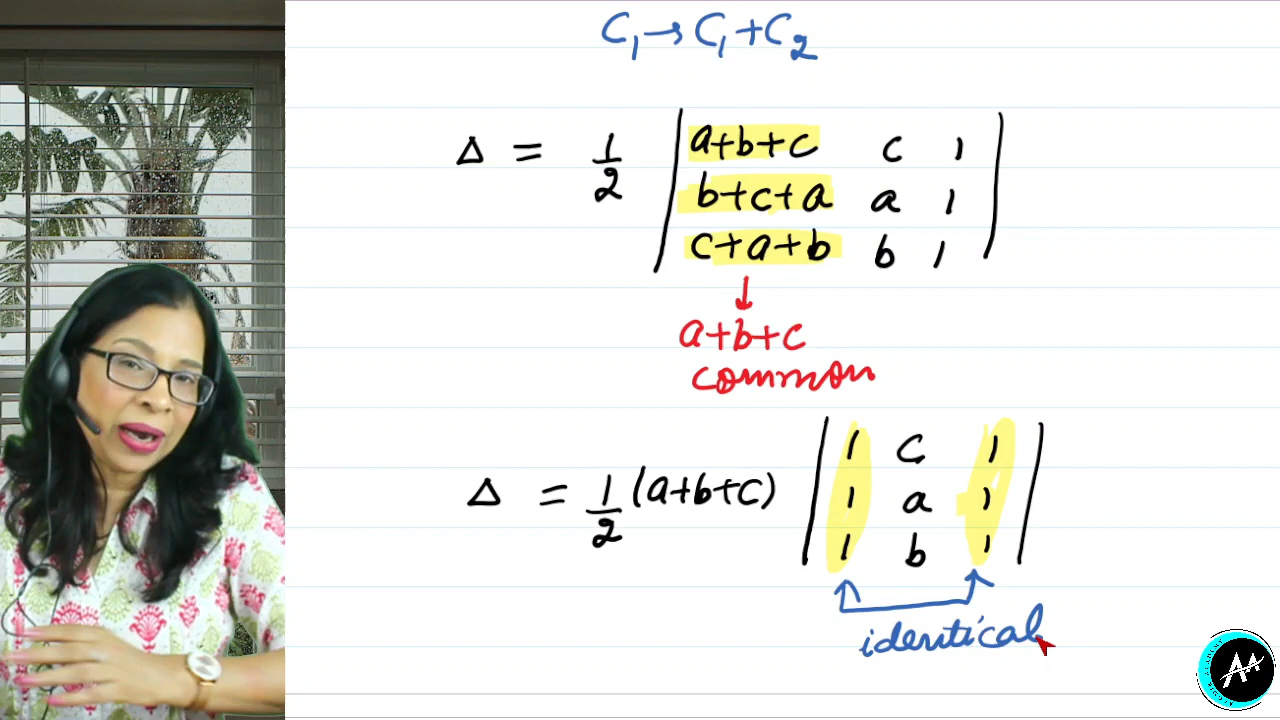 C₁→C₁+C₂
Δ = 1/2 | a+b+c c 1 |
| b+c+a a 1 |
| c+a+b b 1 |
↓
a+b+c
common
Δ = 1/2 (a+b+c) | 1 c 1 |
| 1 a 1 |
| 1 b 1 |
identical